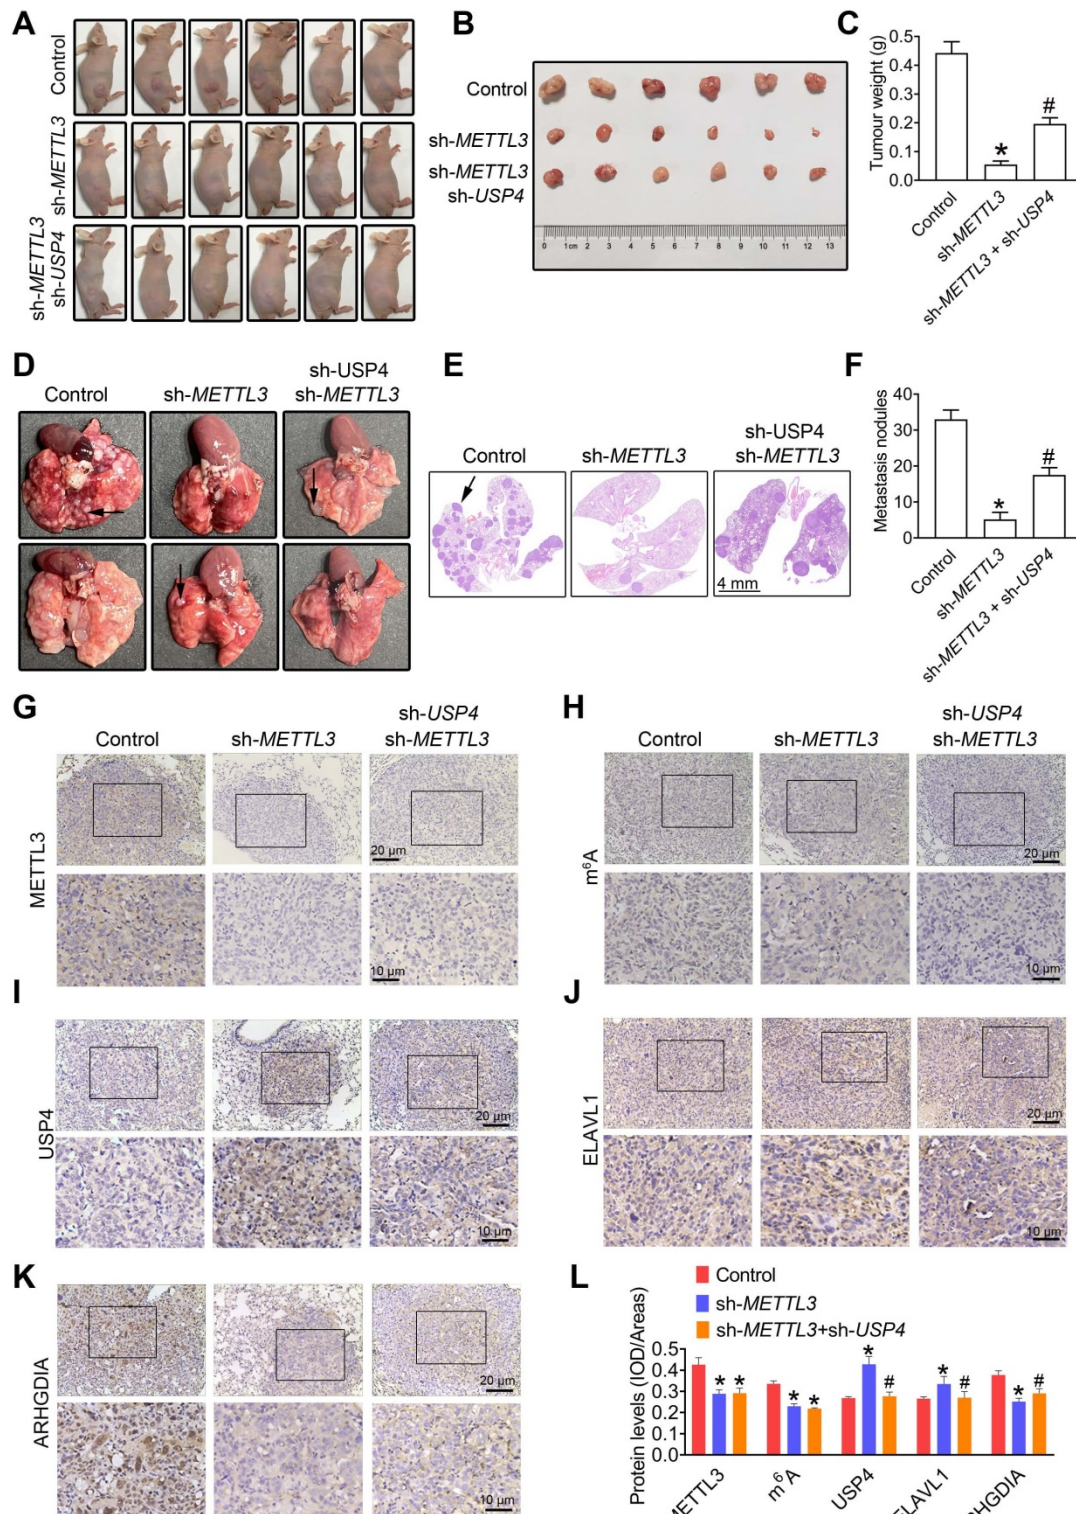 A
Control
sh-METTL3
sh-METTL3
sh-USP4
B
Control
sh-METTL3
sh-METTL3
sh-USP4
0 1cm 2 3 4 5 6 7 8 9 10 11 12 13
C
Tumour weight (g)
0.5
0.4
0.3
0.2
0.1
0.0
*
#
Control
sh-METTL3
sh-METTL3 + sh-USP4
D
Control
sh-METTL3
sh-USP4
sh-METTL3
E
Control
sh-METTL3
sh-USP4
sh-METTL3
4 mm
F
Metastasis nodules
40
30
20
10
0
*
#
Control
sh-METTL3
sh-METTL3 + sh-USP4
G
Control
sh-METTL3
sh-USP4
sh-METTL3
METTL3
20 µm
10 µm
H
Control
sh-METTL3
sh-USP4
sh-METTL3
m⁶A
20 µm
10 µm
I
USP4
20 µm
10 µm
J
ELAVL1
20 µm
10 µm
K
ARHGDIA
20 µm
10 µm
L
Control
sh-METTL3
sh-METTL3+sh-USP4
Protein levels (IOD/Areas)
0.5
0.4
0.3
0.2
0.1
0.0
* * * * * # * # * #
METTL3
m⁶A
USP4
ELAVL1
RHGDIA